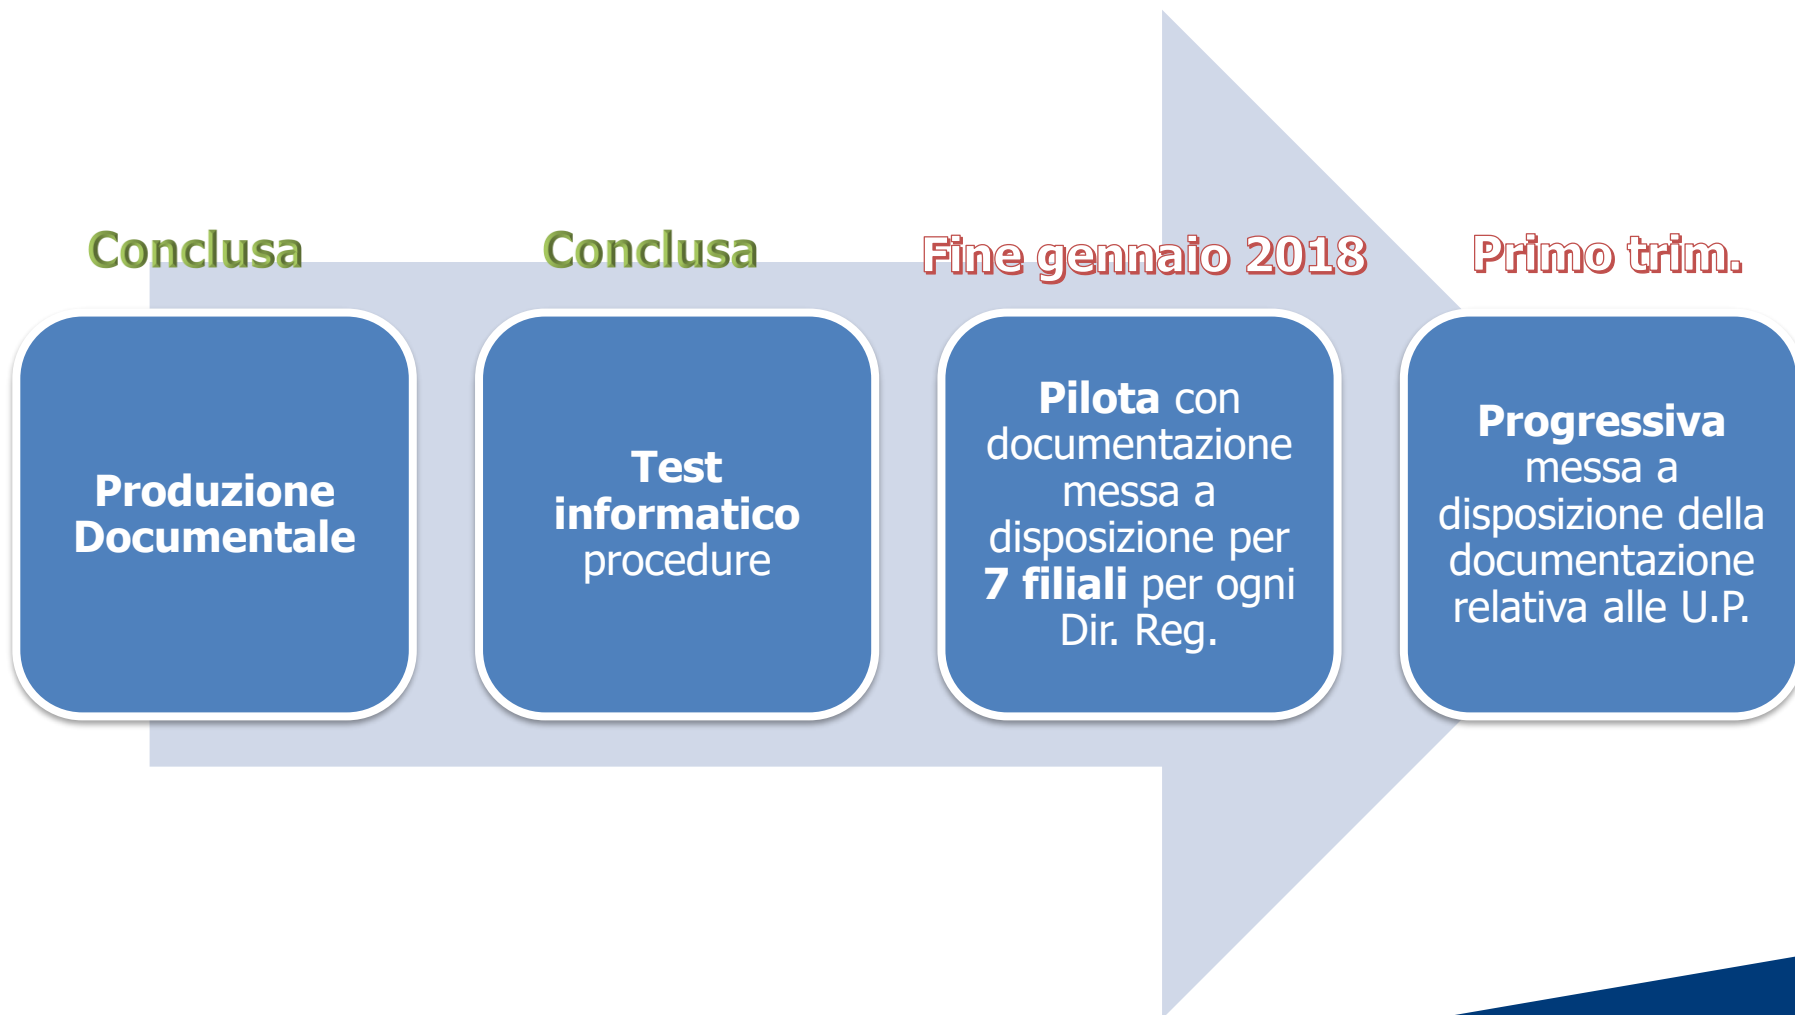 Conclusa
Conclusa
Fine gennaio 2018
Primo trim.
Produzione
Documentale
Test
informatico
procedure
Pilota con
documentazione
messa a
disposizione per
7 filiali per ogni
Dir. Reg.
Progressiva
messa a
disposizione della
documentazione
relativa alle U.P.